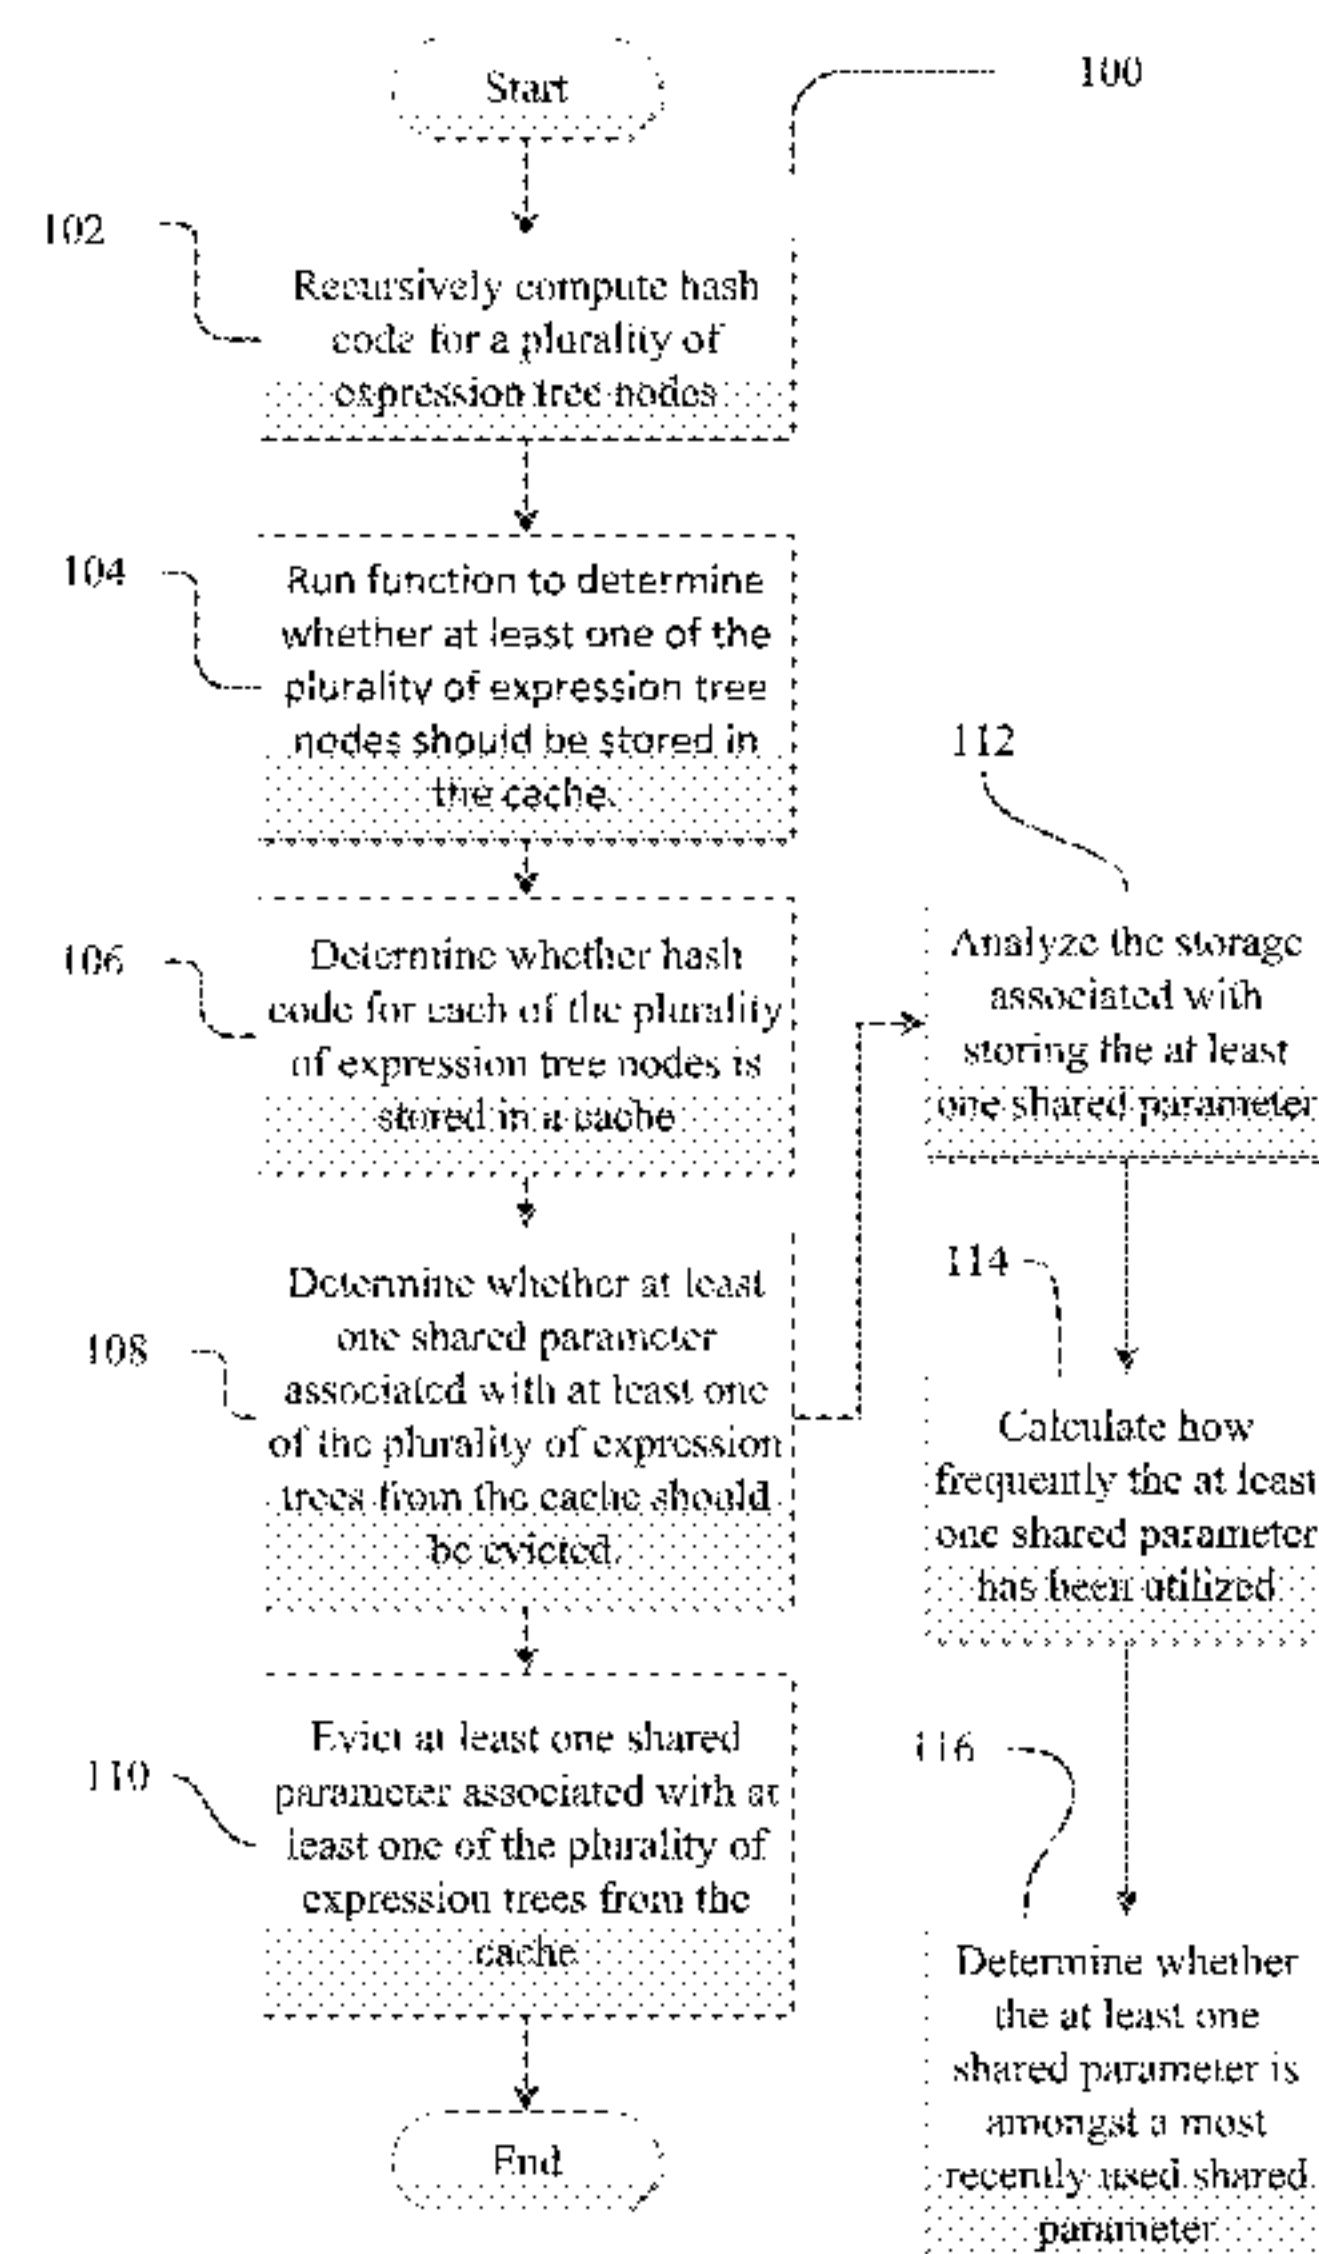 Start
100
102
Recursively compute hash
code for a plurality of
expression tree nodes
104
Run function to determine
whether at least one of the
plurality of expression tree
nodes should be stored in
the cache.
106
Determine whether hash
code for each of the plurality
of expression tree nodes is
stored in a cache
108
Determine whether at least
one shared parameter
associated with at least one
of the plurality of expression
trees from the cache should
be evicted.
110
Evict at least one shared
parameter associated with at
least one of the plurality of
expression trees from the
cache
End
112
Analyze the storage
associated with
storing the at least
one shared parameter
114
Calculate how
frequently the at least
one shared parameter
has been utilized
116
Determine whether
the at least one
shared parameter is
amongst a most
recently used shared
parameter